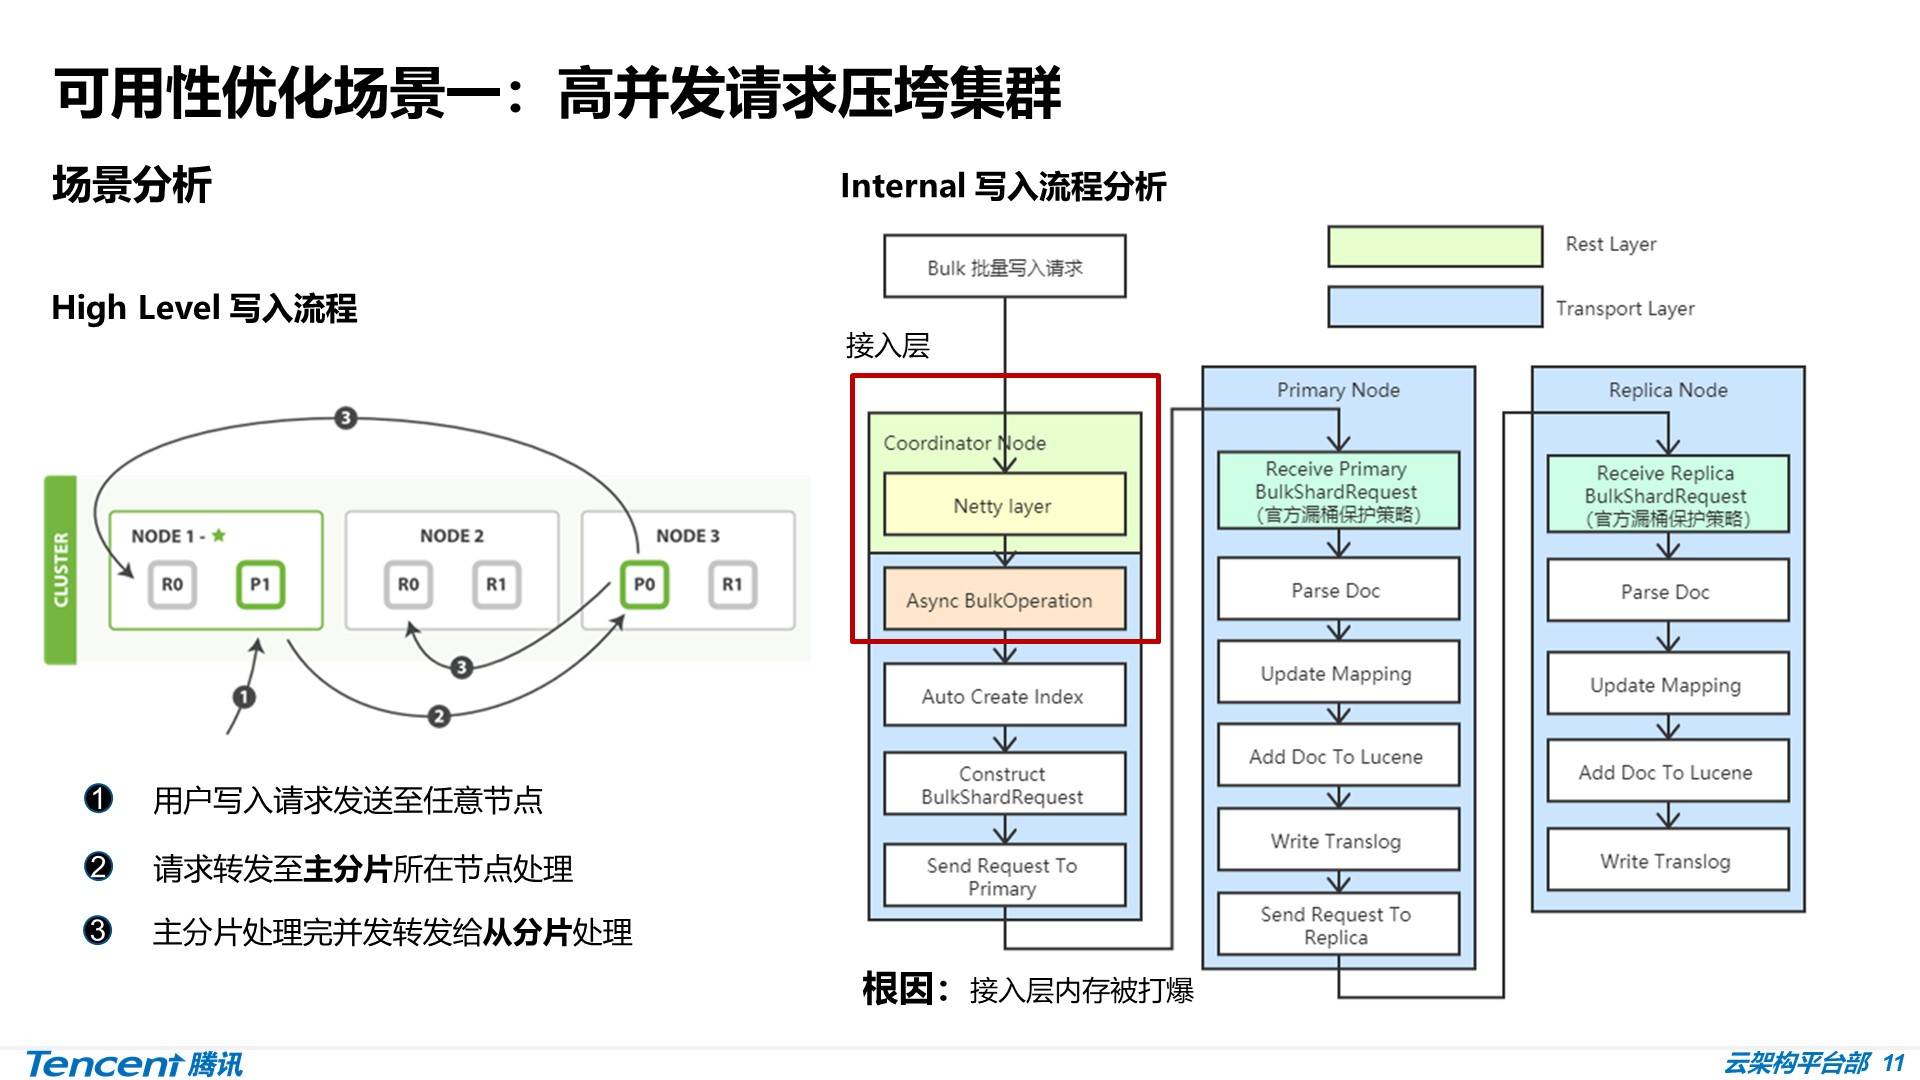 可用性优化场景一：高并发请求压垮集群
场景分析
High Level 写入流程
3
CLUSTER
NODE 1 - ★
R0
P1
NODE 2
R0
R1
NODE 3
P0
R1
3
1
2
1 用户写入请求发送至任意节点
2 请求转发至主分片所在节点处理
3 主分片处理完并发转发给从分片处理
Internal 写入流程分析
Rest Layer
Transport Layer
Bulk 批量写入请求
接入层
Coordinator Node
Netty layer
Async BulkOperation
Auto Create Index
Construct
BulkShardRequest
Send Request To
Primary
Primary Node
Receive Primary
BulkShardRequest
（官方漏桶保护策略）
Parse Doc
Update Mapping
Add Doc To Lucene
Write Translog
Send Request To
Replica
Replica Node
Receive Replica
BulkShardRequest
（官方漏桶保护策略）
Parse Doc
Update Mapping
Add Doc To Lucene
Write Translog
根因：接入层内存被打爆
Tencent 腾讯
云架构平台部 11